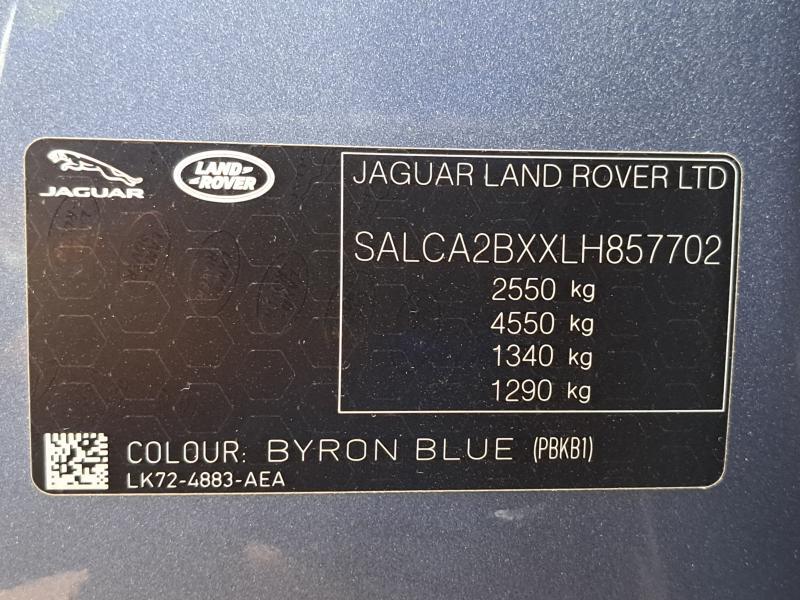 JAGUAR
LAND
ROVER
JAGUAR LAND ROVER LTD
SALCA2BXXLH857702
2550 kg
4550 kg
1340 kg
1290 kg
COLOUR: BYRON BLUE (PBKB1)
LK72-4883-AEA